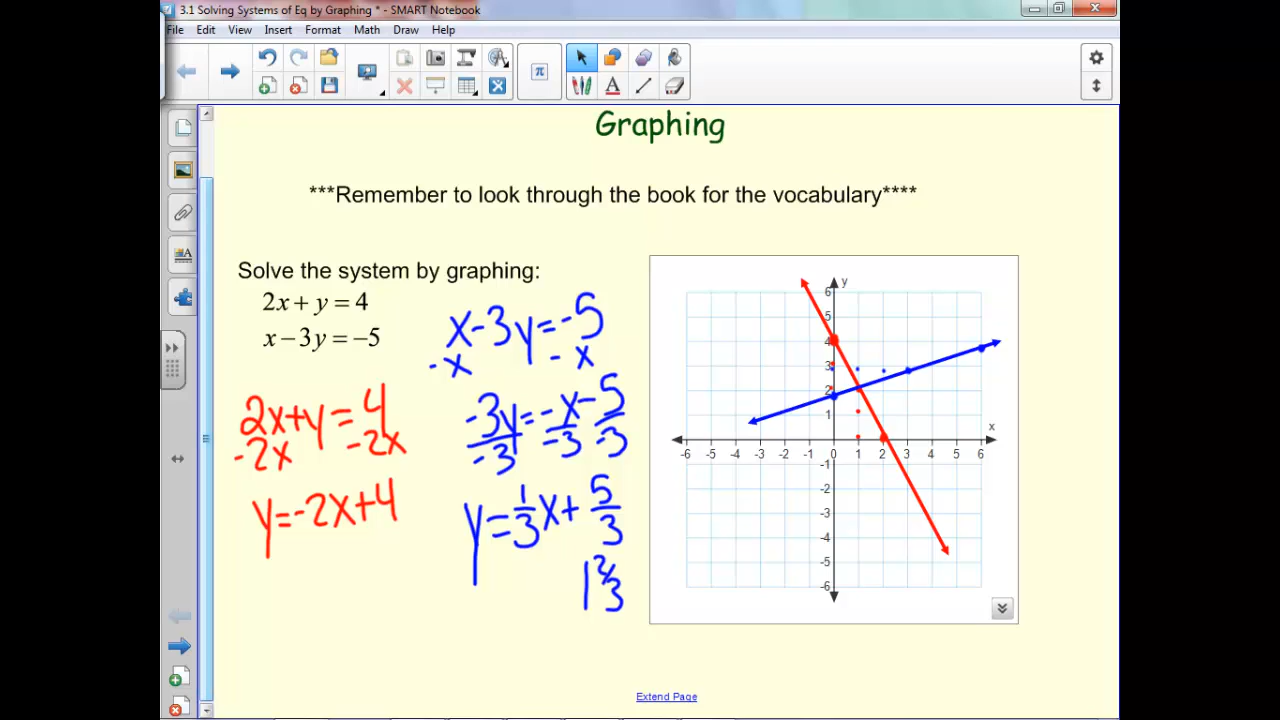 3.1 Solving Systems of Eq by Graphing * - SMART Notebook
File Edit View Insert Format Math Draw Help
π
Graphing
***Remember to look through the book for the vocabulary****
Solve the system by graphing:
2x + y = 4
x − 3y = −5
2x+y=4
-2x -2x
y=-2x+4
x-3y=-5
-x -x
-3y=-x-5
-3 -3 -3
y=1/3x+5/3
1 2/3
y
6
5
4
3
2
1
x
-6 -5 -4 -3 -2 -1 0 1 2 3 4 5 6
-1
-2
-3
-4
-5
-6
Extend Page